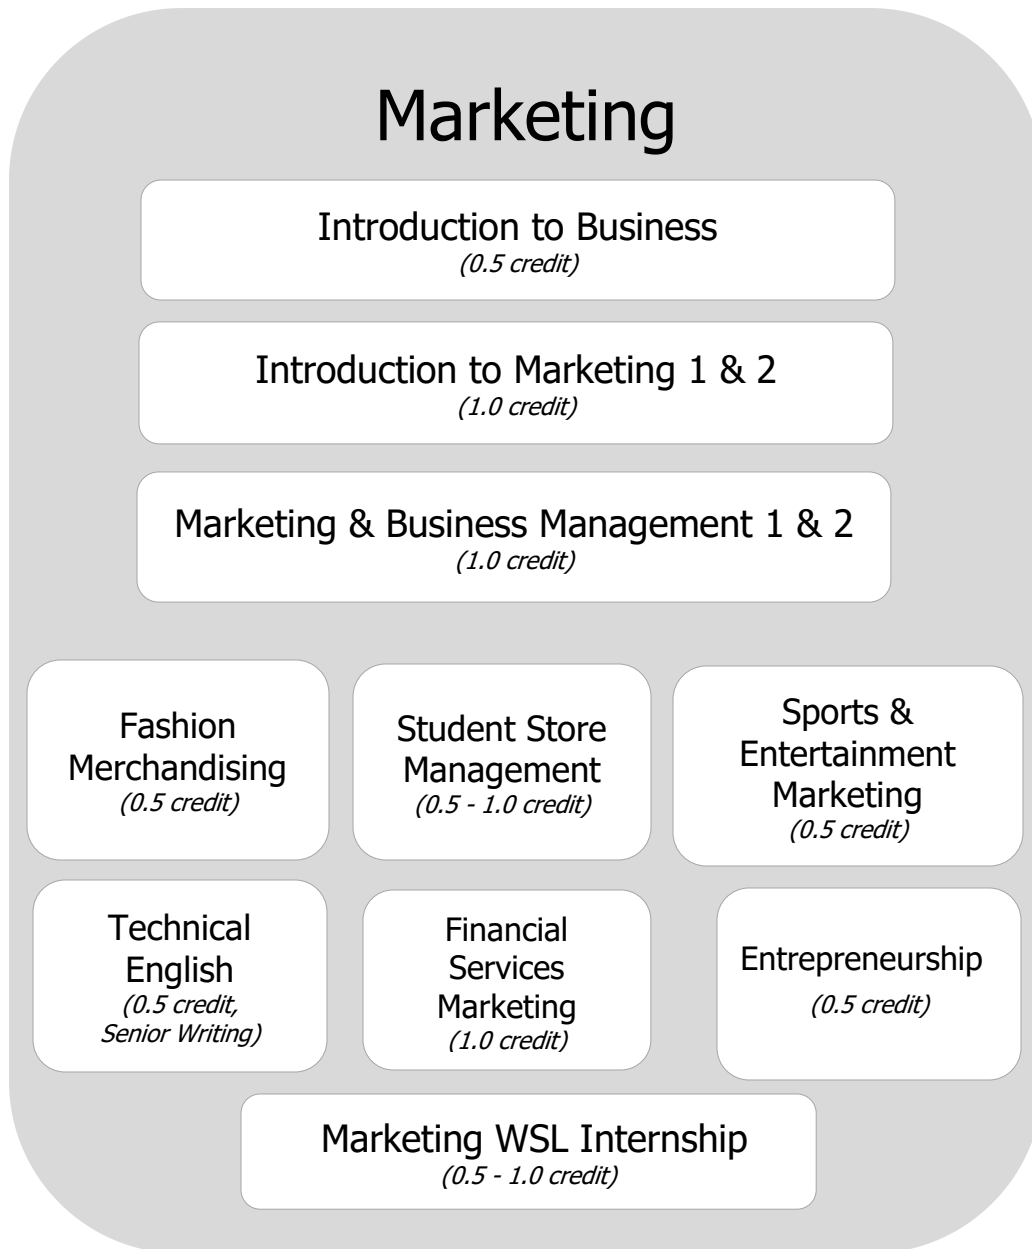 Marketing
Introduction to Business
(0.5 credit)
Introduction to Marketing 1 & 2
(1.0 credit)
Marketing & Business Management 1 & 2
(1.0 credit)
Fashion
Merchandising
(0.5 credit)
Student Store
Management
(0.5 - 1.0 credit)
Sports &
Entertainment
Marketing
(0.5 credit)
Technical
English
(0.5 credit,
Senior Writing)
Financial
Services
Marketing
(1.0 credit)
Entrepreneurship
(0.5 credit)
Marketing WSL Internship
(0.5 - 1.0 credit)